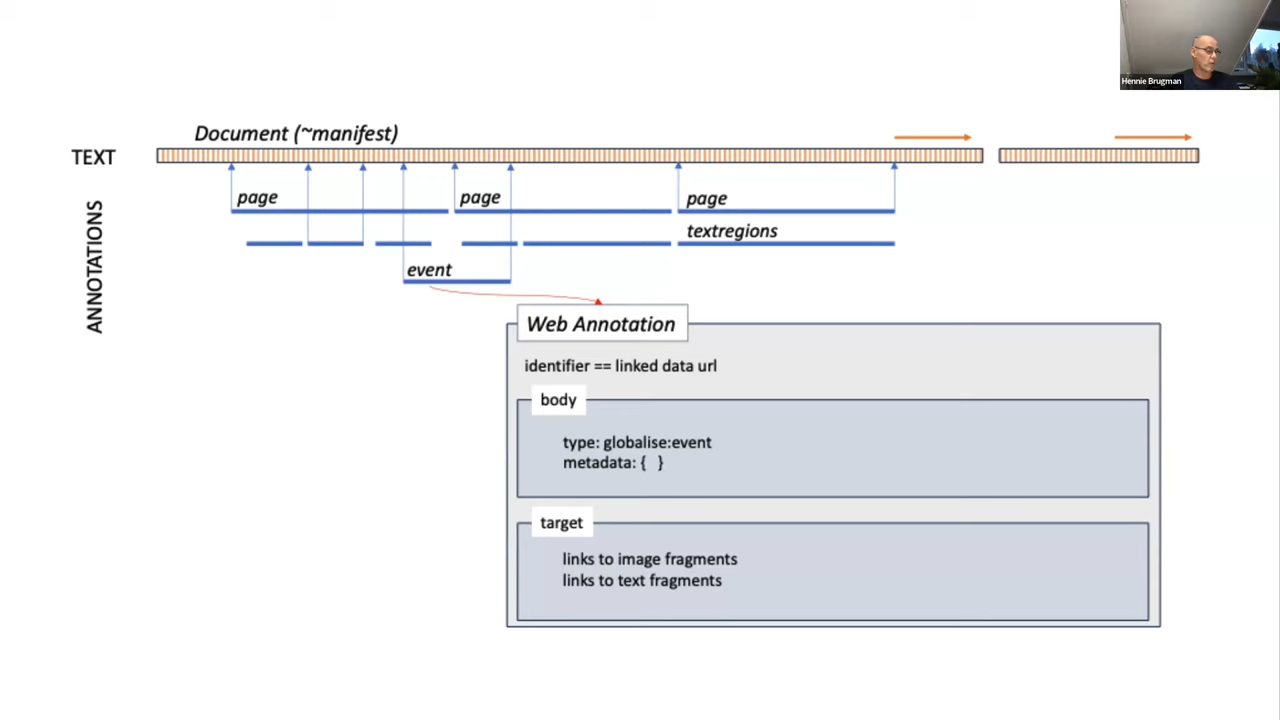 Hennie Brugman
Document (~manifest)
TEXT
ANNOTATIONS
page
page
page
textregions
event
Web Annotation
identifier == linked data url
body
type: globalise:event
metadata: { }
target
links to image fragments
links to text fragments